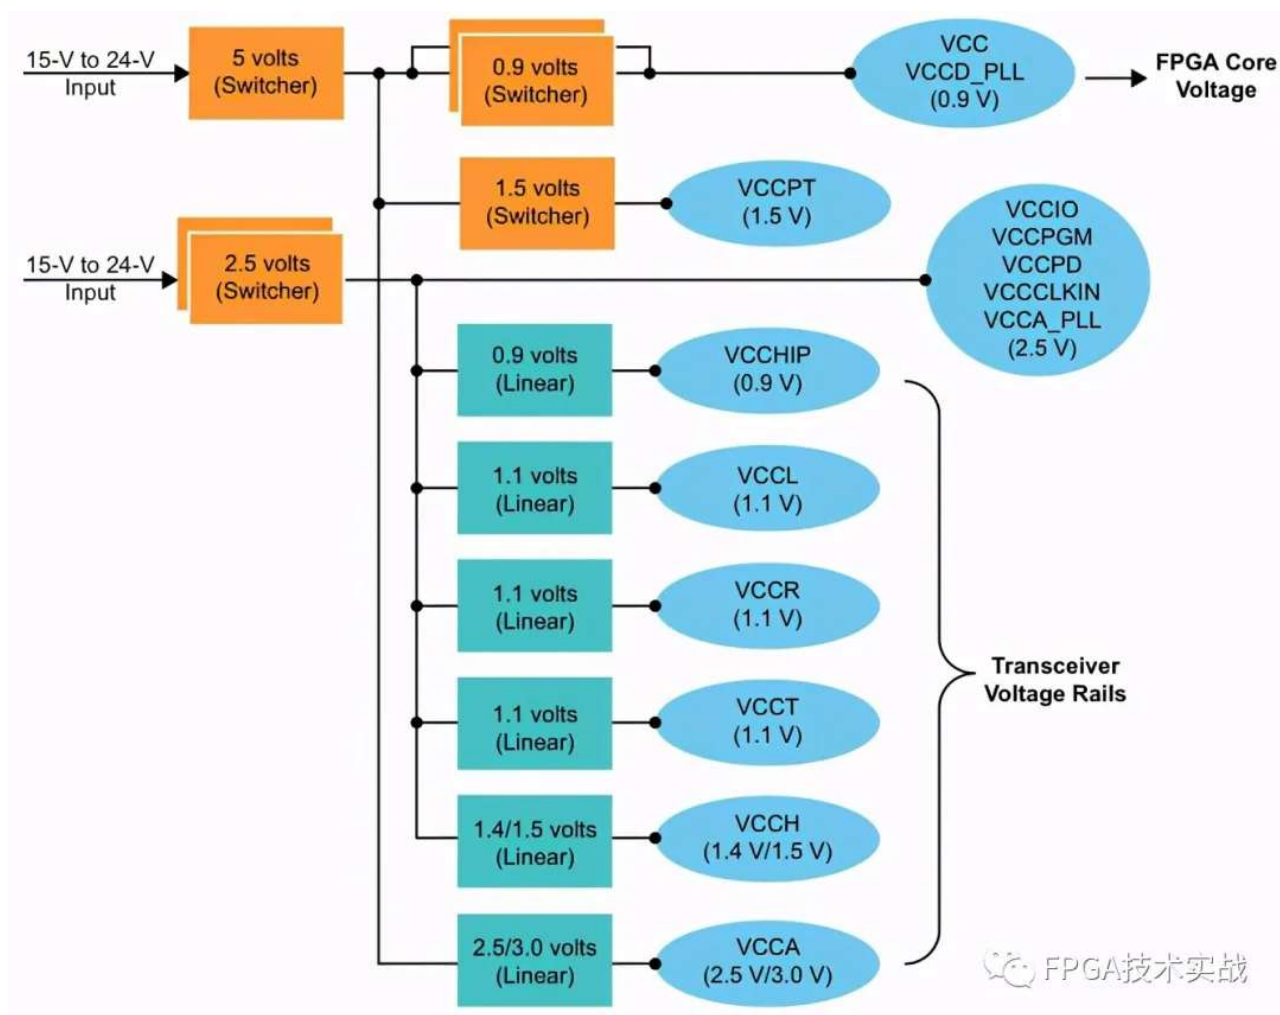 15-V to 24-V
Input
5 volts
(Switcher)
0.9 volts
(Switcher)
VCC
VCCD_PLL
(0.9 V)
FPGA Core
Voltage
1.5 volts
(Switcher)
VCCPT
(1.5 V)
15-V to 24-V
Input
2.5 volts
(Switcher)
VCCIO
VCCPGM
VCCPD
VCCCLKIN
VCCA_PLL
(2.5 V)
0.9 volts
(Linear)
VCCHIP
(0.9 V)
1.1 volts
(Linear)
VCCL
(1.1 V)
1.1 volts
(Linear)
VCCR
(1.1 V)
1.1 volts
(Linear)
VCCT
(1.1 V)
Transceiver
Voltage Rails
1.4/1.5 volts
(Linear)
VCCH
(1.4 V/1.5 V)
2.5/3.0 volts
(Linear)
VCCA
(2.5 V/3.0 V)
FPGA技术实战